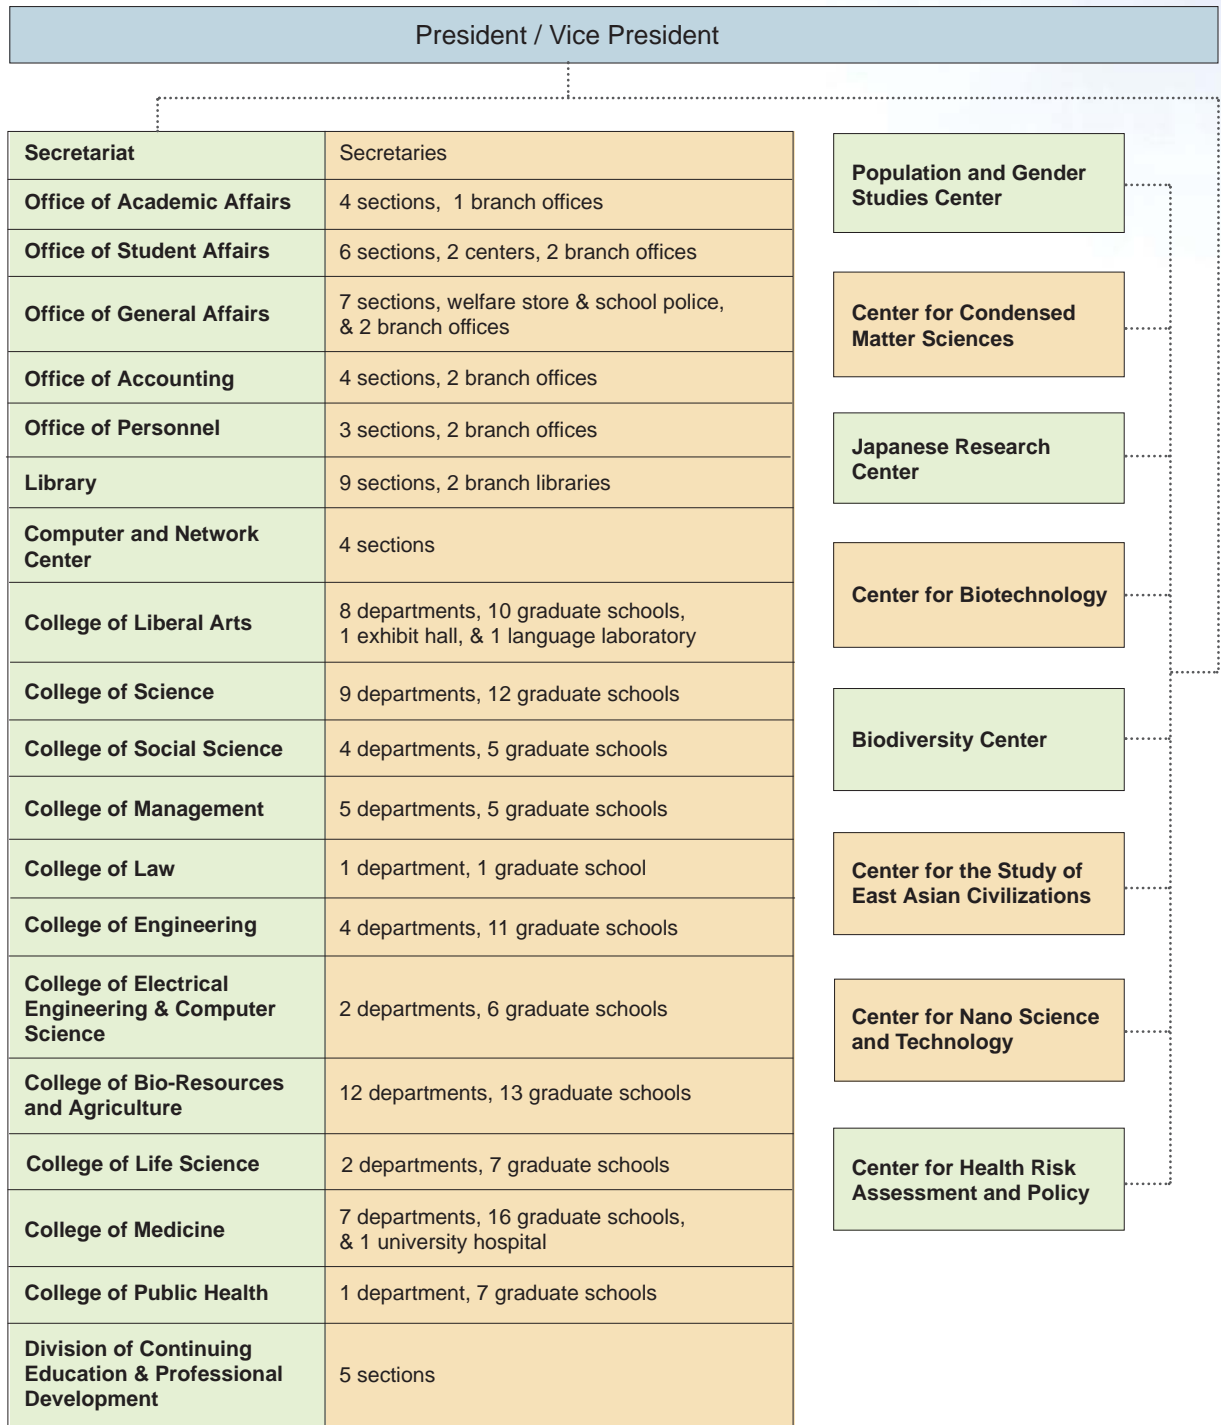 President / Vice President
Secretariat
Secretaries
Office of Academic Affairs
4 sections, 1 branch offices
Office of Student Affairs
6 sections, 2 centers, 2 branch offices
Office of General Affairs
7 sections, welfare store & school police,
& 2 branch offices
Office of Accounting
4 sections, 2 branch offices
Office of Personnel
3 sections, 2 branch offices
Library
9 sections, 2 branch libraries
Computer and Network
Center
4 sections
College of Liberal Arts
8 departments, 10 graduate schools,
1 exhibit hall, & 1 language laboratory
College of Science
9 departments, 12 graduate schools
College of Social Science
4 departments, 5 graduate schools
College of Management
5 departments, 5 graduate schools
College of Law
1 department, 1 graduate school
College of Engineering
4 departments, 11 graduate schools
College of Electrical
Engineering & Computer
Science
2 departments, 6 graduate schools
College of Bio-Resources
and Agriculture
12 departments, 13 graduate schools
College of Life Science
2 departments, 7 graduate schools
College of Medicine
7 departments, 16 graduate schools,
& 1 university hospital
College of Public Health
1 department, 7 graduate schools
Division of Continuing
Education & Professional
Development
5 sections
Population and Gender
Studies Center
Center for Condensed
Matter Sciences
Japanese Research
Center
Center for Biotechnology
Biodiversity Center
Center for the Study of
East Asian Civilizations
Center for Nano Science
and Technology
Center for Health Risk
Assessment and Policy